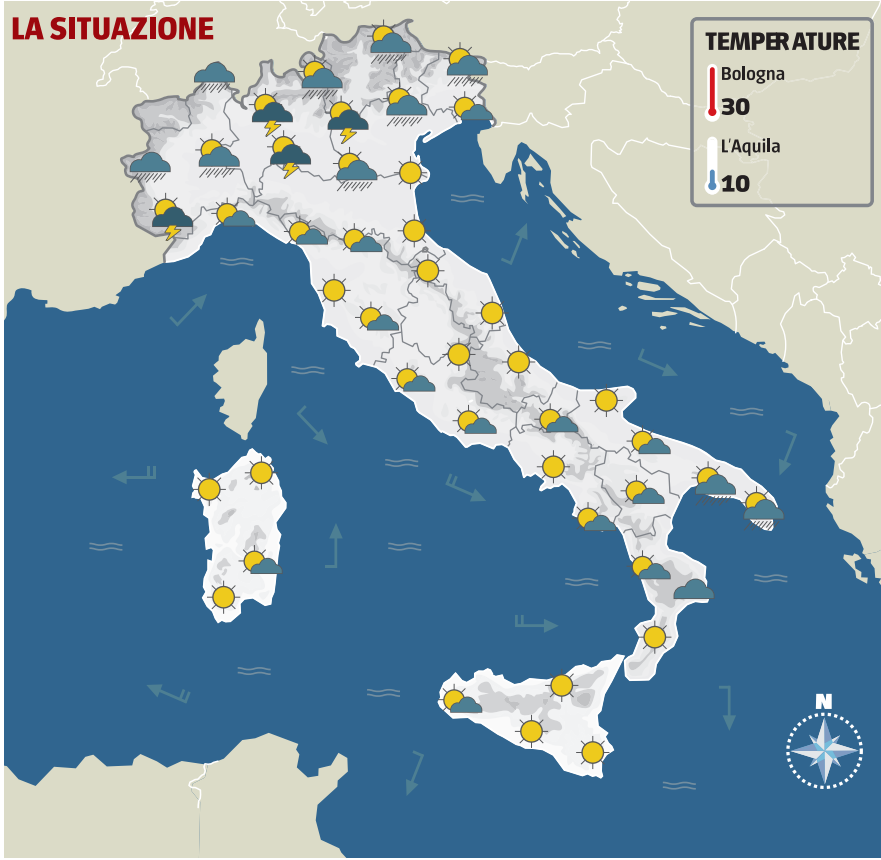 LA SITUAZIONE
TEMPERATURE
Bologna
30
L'Aquila
10
N